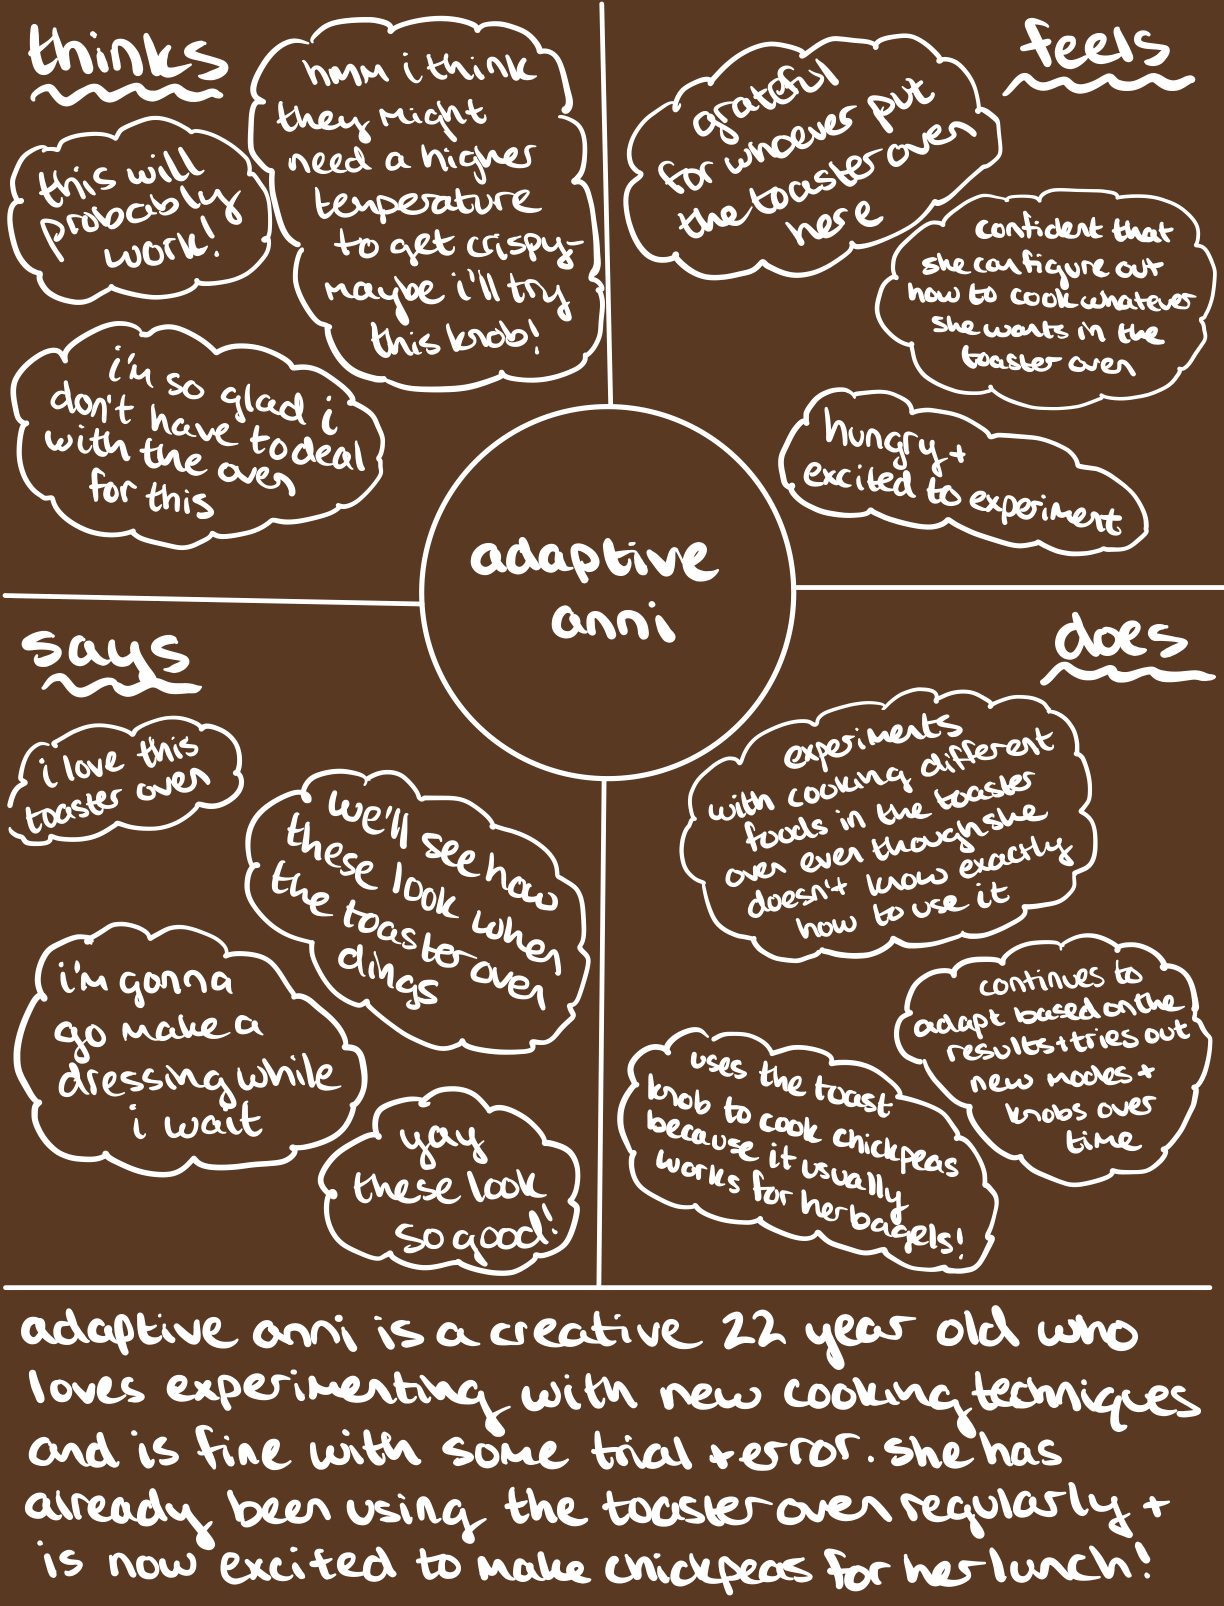 thinks
this will
probably
work!
hmm i think
they might
need a higher
temperature
to get crispy-
maybe i'll try
this knob!
i'm so glad i
don't have to deal
with the oven
for this
feels
grateful
for whoever put
the toaster oven
here
confident that
she can figure out
how to cook whatever
she wants in the
toaster oven
hungry +
excited to experiment
adaptive
anni
says
i love this
toaster oven
we'll see how
these look when
the toaster oven
dings
i'm gonna
go make a
dressing while
i wait
yay
these look
so good!
does
experiments
with cooking different
foods in the toaster
oven even though she
doesn't know exactly
how to use it
continues to
adapt based on the
results + tries out
new modes +
knobs over
time
uses the toast
knob to cook chickpeas
because it usually
works for her bagels!
adaptive anni is a creative 22 year old who
loves experimenting with new cooking techniques
and is fine with some trial + error. she has
already been using the toaster oven regularly +
is now excited to make chickpeas for her lunch!